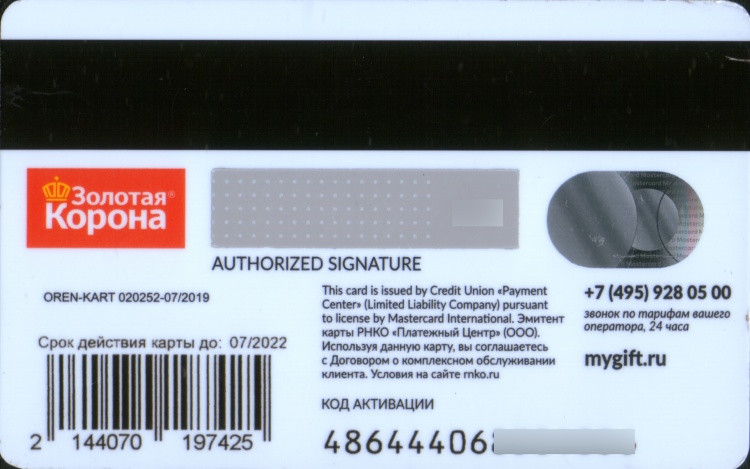 Золотая®
Корона
AUTHORIZED SIGNATURE
OREN-KART 020252-07/2019
Срок действия карты до: 07/2022
2 144070 197425
This card is issued by Credit Union «Payment
Center» (Limited Liability Company) pursuant
to license by Mastercard International. Эмитент
карты РНКО «Платежный Центр» (ООО).
Используя данную карту, вы соглашаетесь
с Договором о комплексном обслуживании
клиента. Условия на сайте rnko.ru
КОД АКТИВАЦИИ
48644406
+7 (495) 928 05 00
звонок по тарифам вашего
оператора, 24 часа
mygift.ru